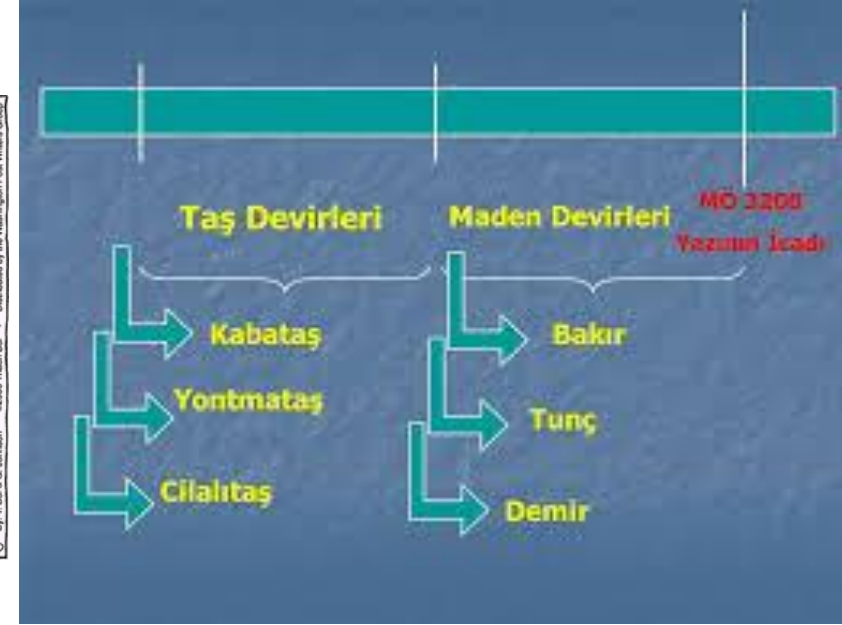 Taş Devirleri
Maden Devirleri
MÖ 3200
Yazının İcadı
Kabataş
Bakır
Yontmataş
Tunç
Cilalıtaş
Demir